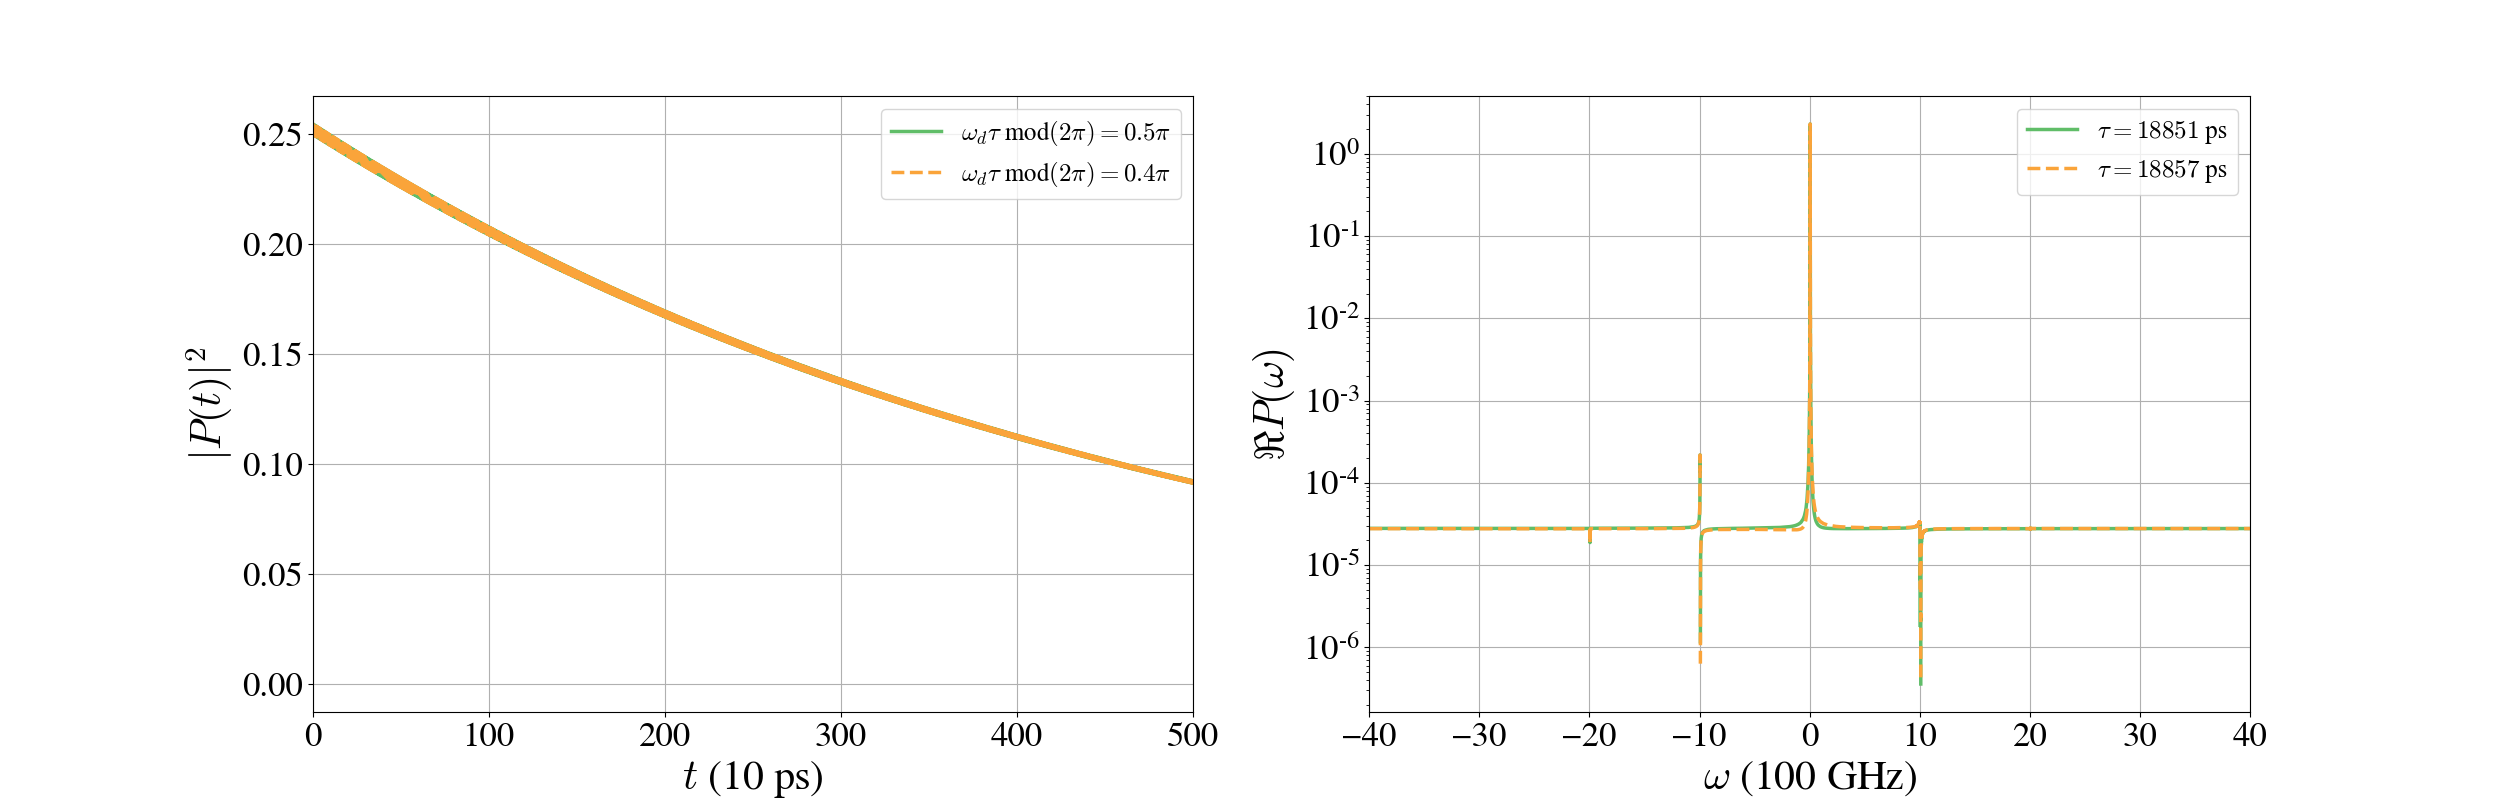 0.25
0.20
0.15
0.10
0.05
0.00
|P(t)|²
0 100 200 300 400 500
t (10 ps)
ω_d τ mod(2π) = 0.5π
ω_d τ mod(2π) = 0.4π
10⁰
10⁻¹
10⁻²
10⁻³
10⁻⁴
10⁻⁵
10⁻⁶
ℜP(ω)
−40 −30 −20 −10 0 10 20 30 40
ω (100 GHz)
τ = 18851 ps
τ = 18857 ps